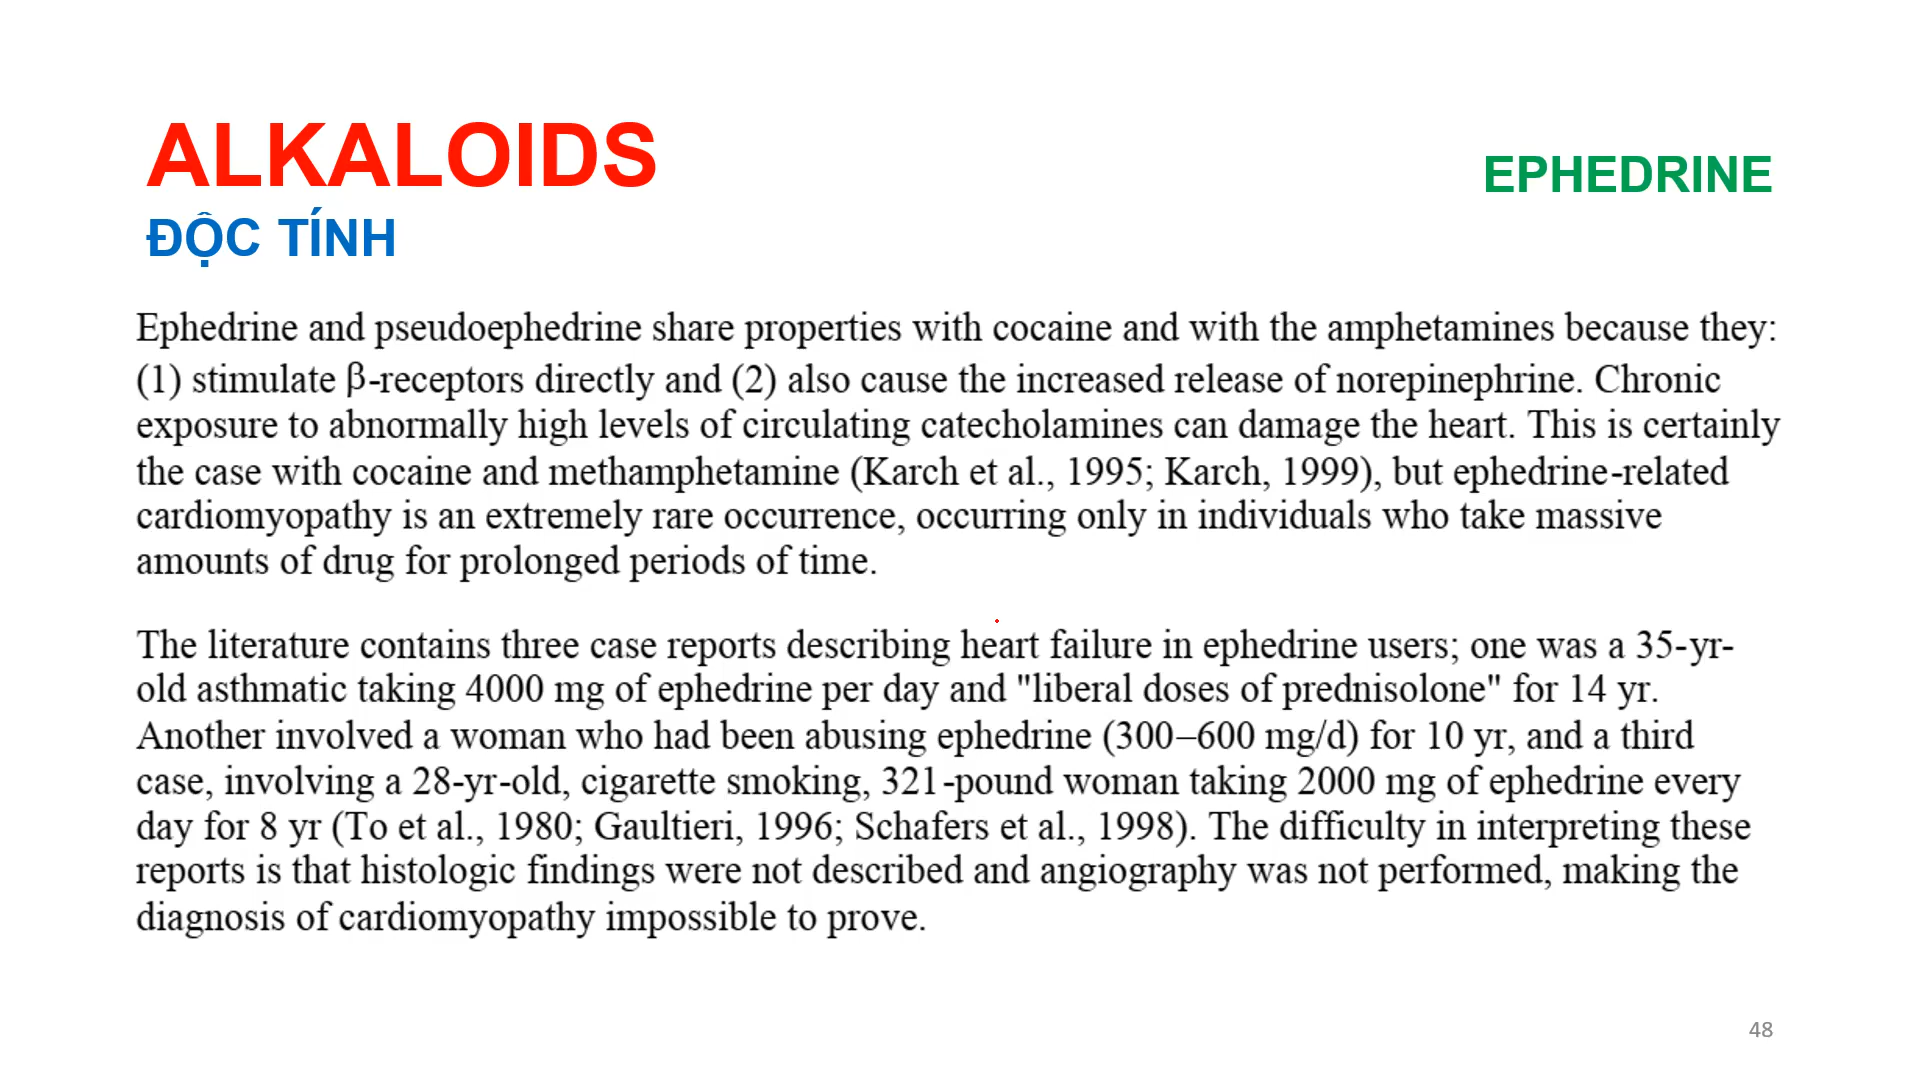 ALKALOIDS
EPHEDRINE
ĐỘC TÍNH
Ephedrine and pseudoephedrine share properties with cocaine and with the amphetamines because they:
(1) stimulate β-receptors directly and (2) also cause the increased release of norepinephrine. Chronic
exposure to abnormally high levels of circulating catecholamines can damage the heart. This is certainly
the case with cocaine and methamphetamine (Karch et al., 1995; Karch, 1999), but ephedrine-related
cardiomyopathy is an extremely rare occurrence, occurring only in individuals who take massive
amounts of drug for prolonged periods of time.
The literature contains three case reports describing heart failure in ephedrine users; one was a 35-yr-
old asthmatic taking 4000 mg of ephedrine per day and "liberal doses of prednisolone" for 14 yr.
Another involved a woman who had been abusing ephedrine (300–600 mg/d) for 10 yr, and a third
case, involving a 28-yr-old, cigarette smoking, 321-pound woman taking 2000 mg of ephedrine every
day for 8 yr (To et al., 1980; Gaultieri, 1996; Schafers et al., 1998). The difficulty in interpreting these
reports is that histologic findings were not described and angiography was not performed, making the
diagnosis of cardiomyopathy impossible to prove.
48